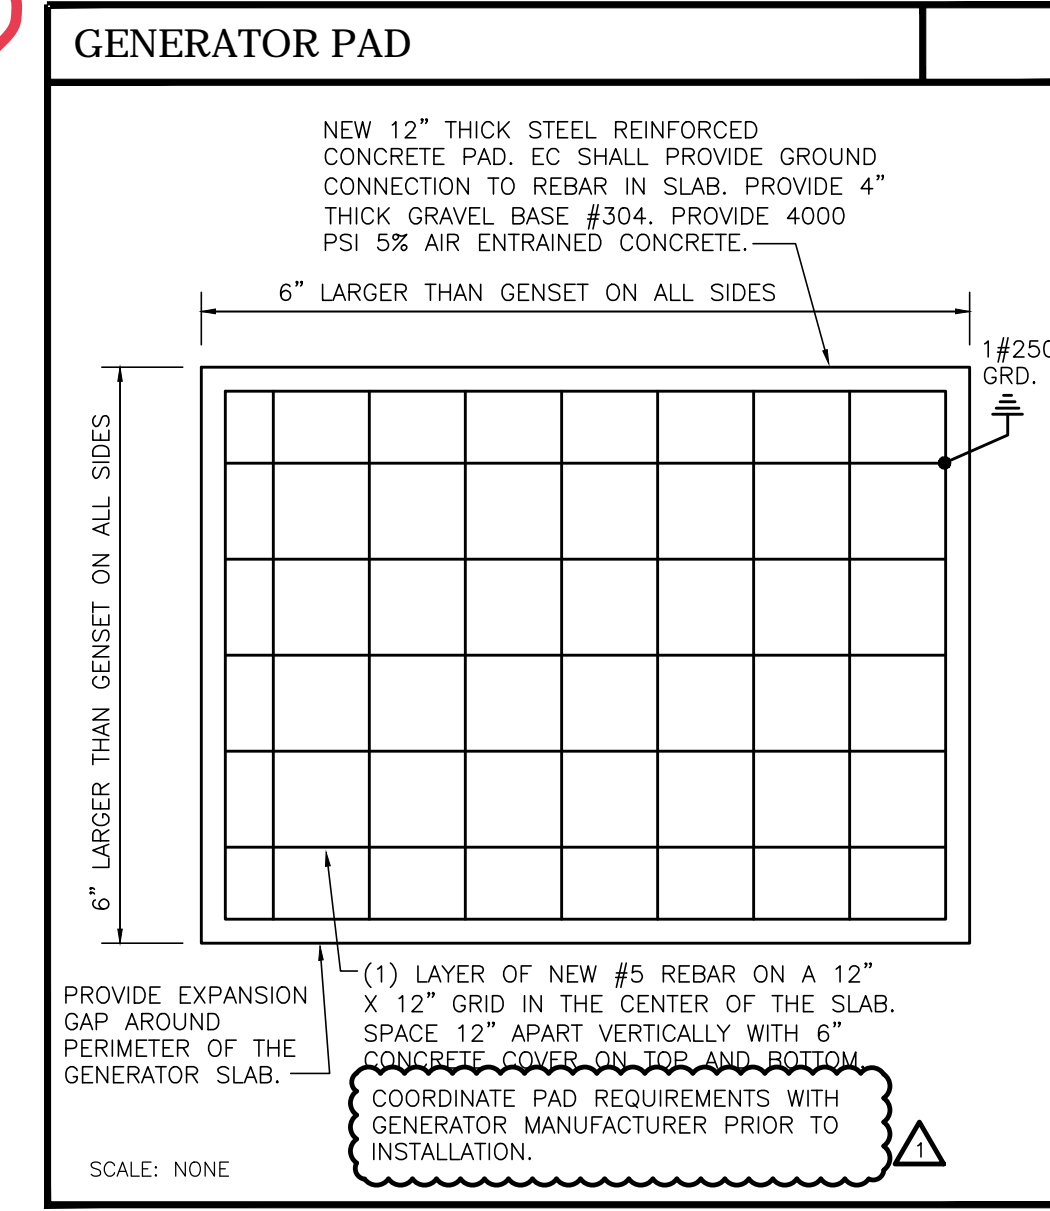 GENERATOR PAD
NEW 12" THICK STEEL REINFORCED
CONCRETE PAD. EC SHALL PROVIDE GROUND
CONNECTION TO REBAR IN SLAB. PROVIDE 4"
THICK GRAVEL BASE #304. PROVIDE 4000
PSI 5% AIR ENTRAINED CONCRETE.
6" LARGER THAN GENSET ON ALL SIDES
1#250
GRD.
6" LARGER THAN GENSET ON ALL SIDES
(1) LAYER OF NEW #5 REBAR ON A 12"
X 12" GRID IN THE CENTER OF THE SLAB.
SPACE 12" APART VERTICALLY WITH 6"
CONCRETE COVER ON TOP AND BOTTOM.
PROVIDE EXPANSION
GAP AROUND
PERIMETER OF THE
GENERATOR SLAB.
COORDINATE PAD REQUIREMENTS WITH
GENERATOR MANUFACTURER PRIOR TO
INSTALLATION.
1
SCALE: NONE